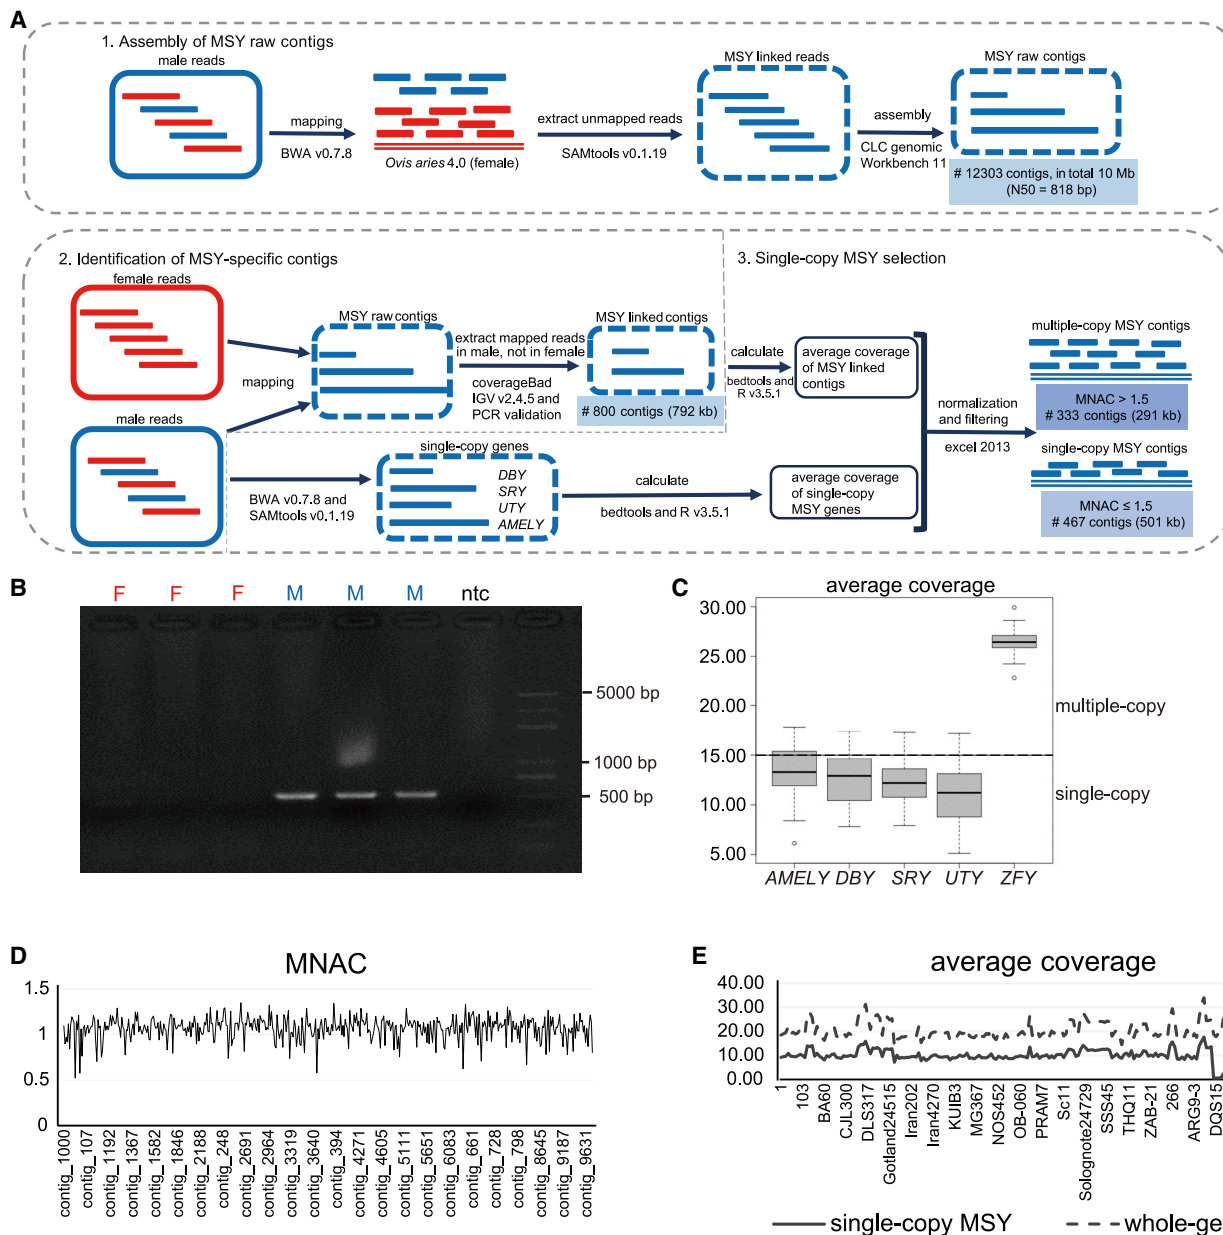 A
1. Assembly of MSY raw contigs
male reads
mapping
BWA v0.7.8
Ovis aries 4.0 (female)
extract unmapped reads
SAMtools v0.1.19
MSY linked reads
assembly
CLC genomic
Workbench 11
MSY raw contigs
# 12303 contigs, in total 10 Mb
(N50 = 818 bp)
2. Identification of MSY-specific contigs
female reads
male reads
mapping
MSY raw contigs
extract mapped reads
in male, not in female
coverageBad
IGV v2.4.5 and
PCR validation
MSY linked contigs
# 800 contigs (792 kb)
BWA v0.7.8 and
SAMtools v0.1.19
single-copy genes
DBY
SRY
UTY
AMELY
3. Single-copy MSY selection
calculate
bedtools and
R v3.5.1
average coverage
of MSY linked
contigs
calculate
bedtools and R v3.5.1
average coverage
of single-copy
MSY genes
normalization
and filtering
excel 2013
multiple-copy MSY contigs
MNAC > 1.5
# 333 contigs (291 kb)
single-copy MSY contigs
MNAC ≤ 1.5
# 467 contigs (501 kb)
B
F F F M M M ntc
5000 bp
1000 bp
500 bp
C
average coverage
30.00
25.00
20.00
15.00
10.00
5.00
multiple-copy
single-copy
AMELY DBY SRY UTY ZFY
D
MNAC
1.5
1
0.5
0
contig_1000
contig_107
contig_1192
contig_1367
contig_1582
contig_1846
contig_2188
contig_248
contig_2691
contig_2964
contig_3319
contig_3640
contig_394
contig_4271
contig_4605
contig_5111
contig_5651
contig_6083
contig_661
contig_728
contig_798
contig_8645
contig_9187
contig_9631
E
average coverage
40.00
30.00
20.00
10.00
0.00
1
103
BA60
CJL300
DLS317
Gotland24515
Iran202
Iran4270
KUIB3
MG367
NOS452
OB-060
PRAM7
Sc11
Solognote24729
SSS45
THQ11
ZAB-21
266
ARG9-3
DQS15
single-copy MSY
whole-ge